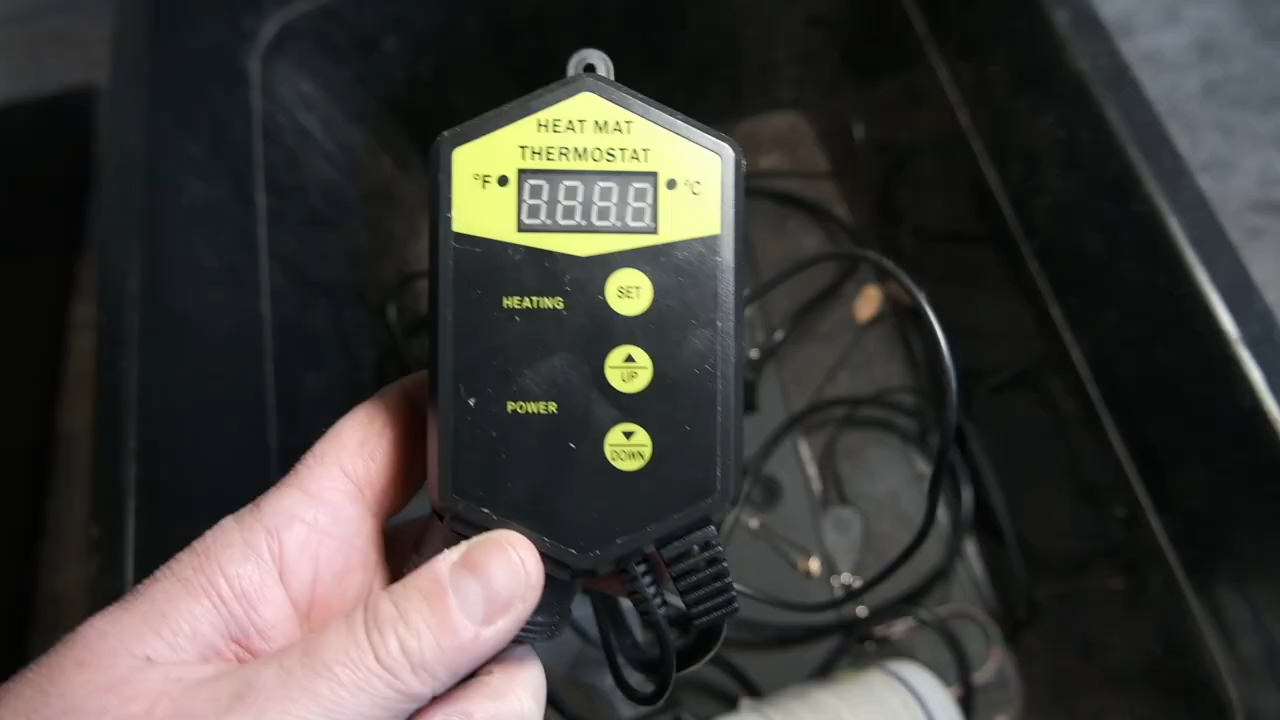 HEAT MAT
THERMOSTAT
°F
°C
8.8.8.8.
SET
HEATING
UP
POWER
DOWN